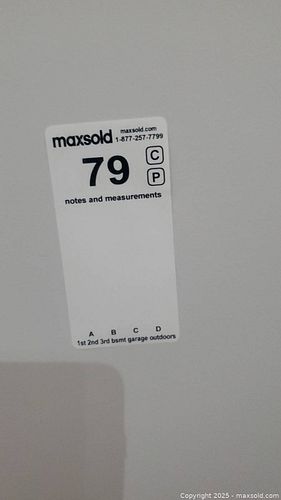 maxsold maxsold.com
1-877-257-7799
79 C
P
notes and measurements
A B C D
1st 2nd 3rd bsmt garage outdoors
Copyright © 2025 - maxsold.com